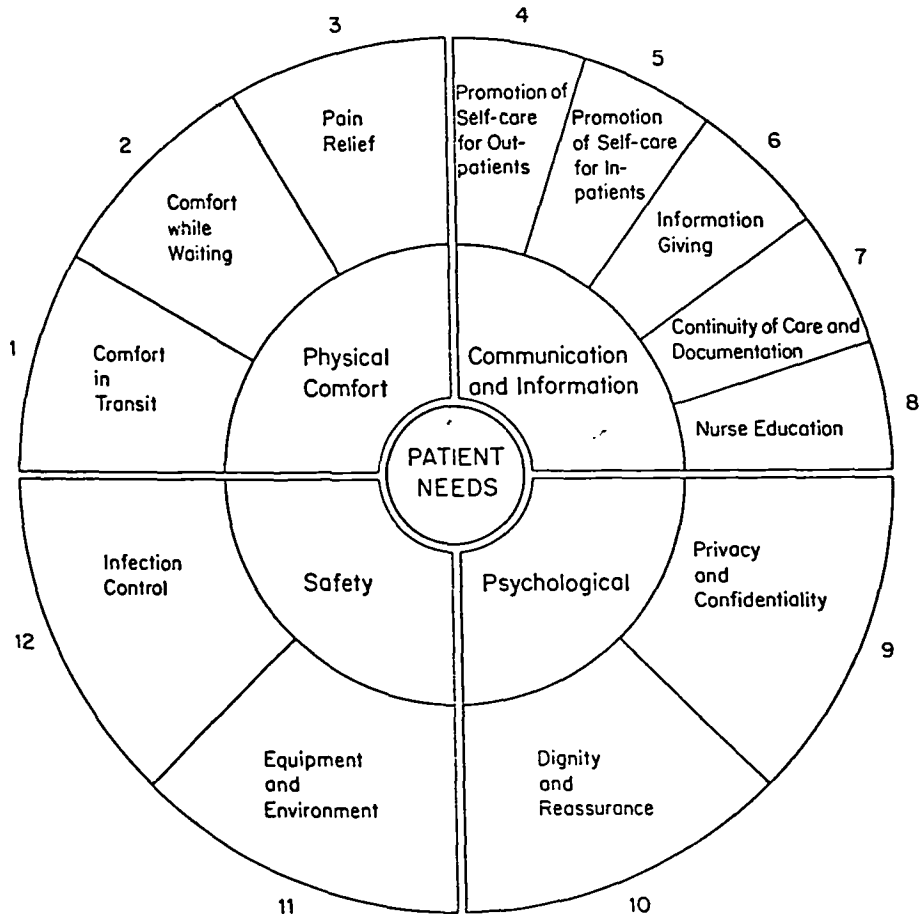 3
4
5
2
6
7
1
8
Pain
Relief
Promotion of
Self-care
for Out-
patients
Promotion
of Self-care
for In-
patients
Comfort
while
Waiting
Information
Giving
Comfort
in
Transit
Physical
Comfort
Communication
and Information
Continuity of Care and
Documentation
Nurse Education
PATIENT
NEEDS
Infection
Control
Safety
Psychological
Privacy
and
Confidentiality
12
9
Equipment
and
Environment
Dignity
and
Reassurance
11
10